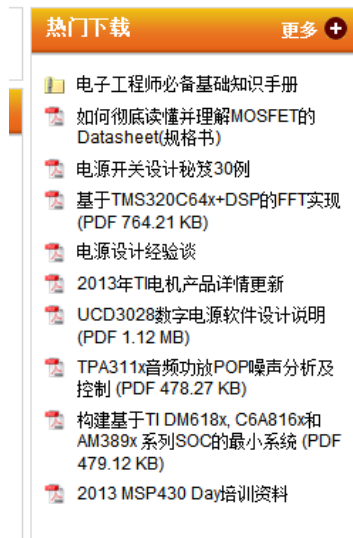 热门下载 更多
电子工程师必备基础知识手册
如何彻底读懂并理解MOSFET的
Datasheet(规格书)
电源开关设计秘笈30例
基于TMS320C64x+DSP的FFT实现
(PDF 764.21 KB)
电源设计经验谈
2013年TI电机产品详情更新
UCD3028数字电源软件设计说明
(PDF 1.12 MB)
TPA311x音频功放POP噪声分析及
控制 (PDF 478.27 KB)
构建基于TI DM618x, C6A816x和
AM389x 系列SOC的最小系统 (PDF
479.12 KB)
2013 MSP430 Day培训资料